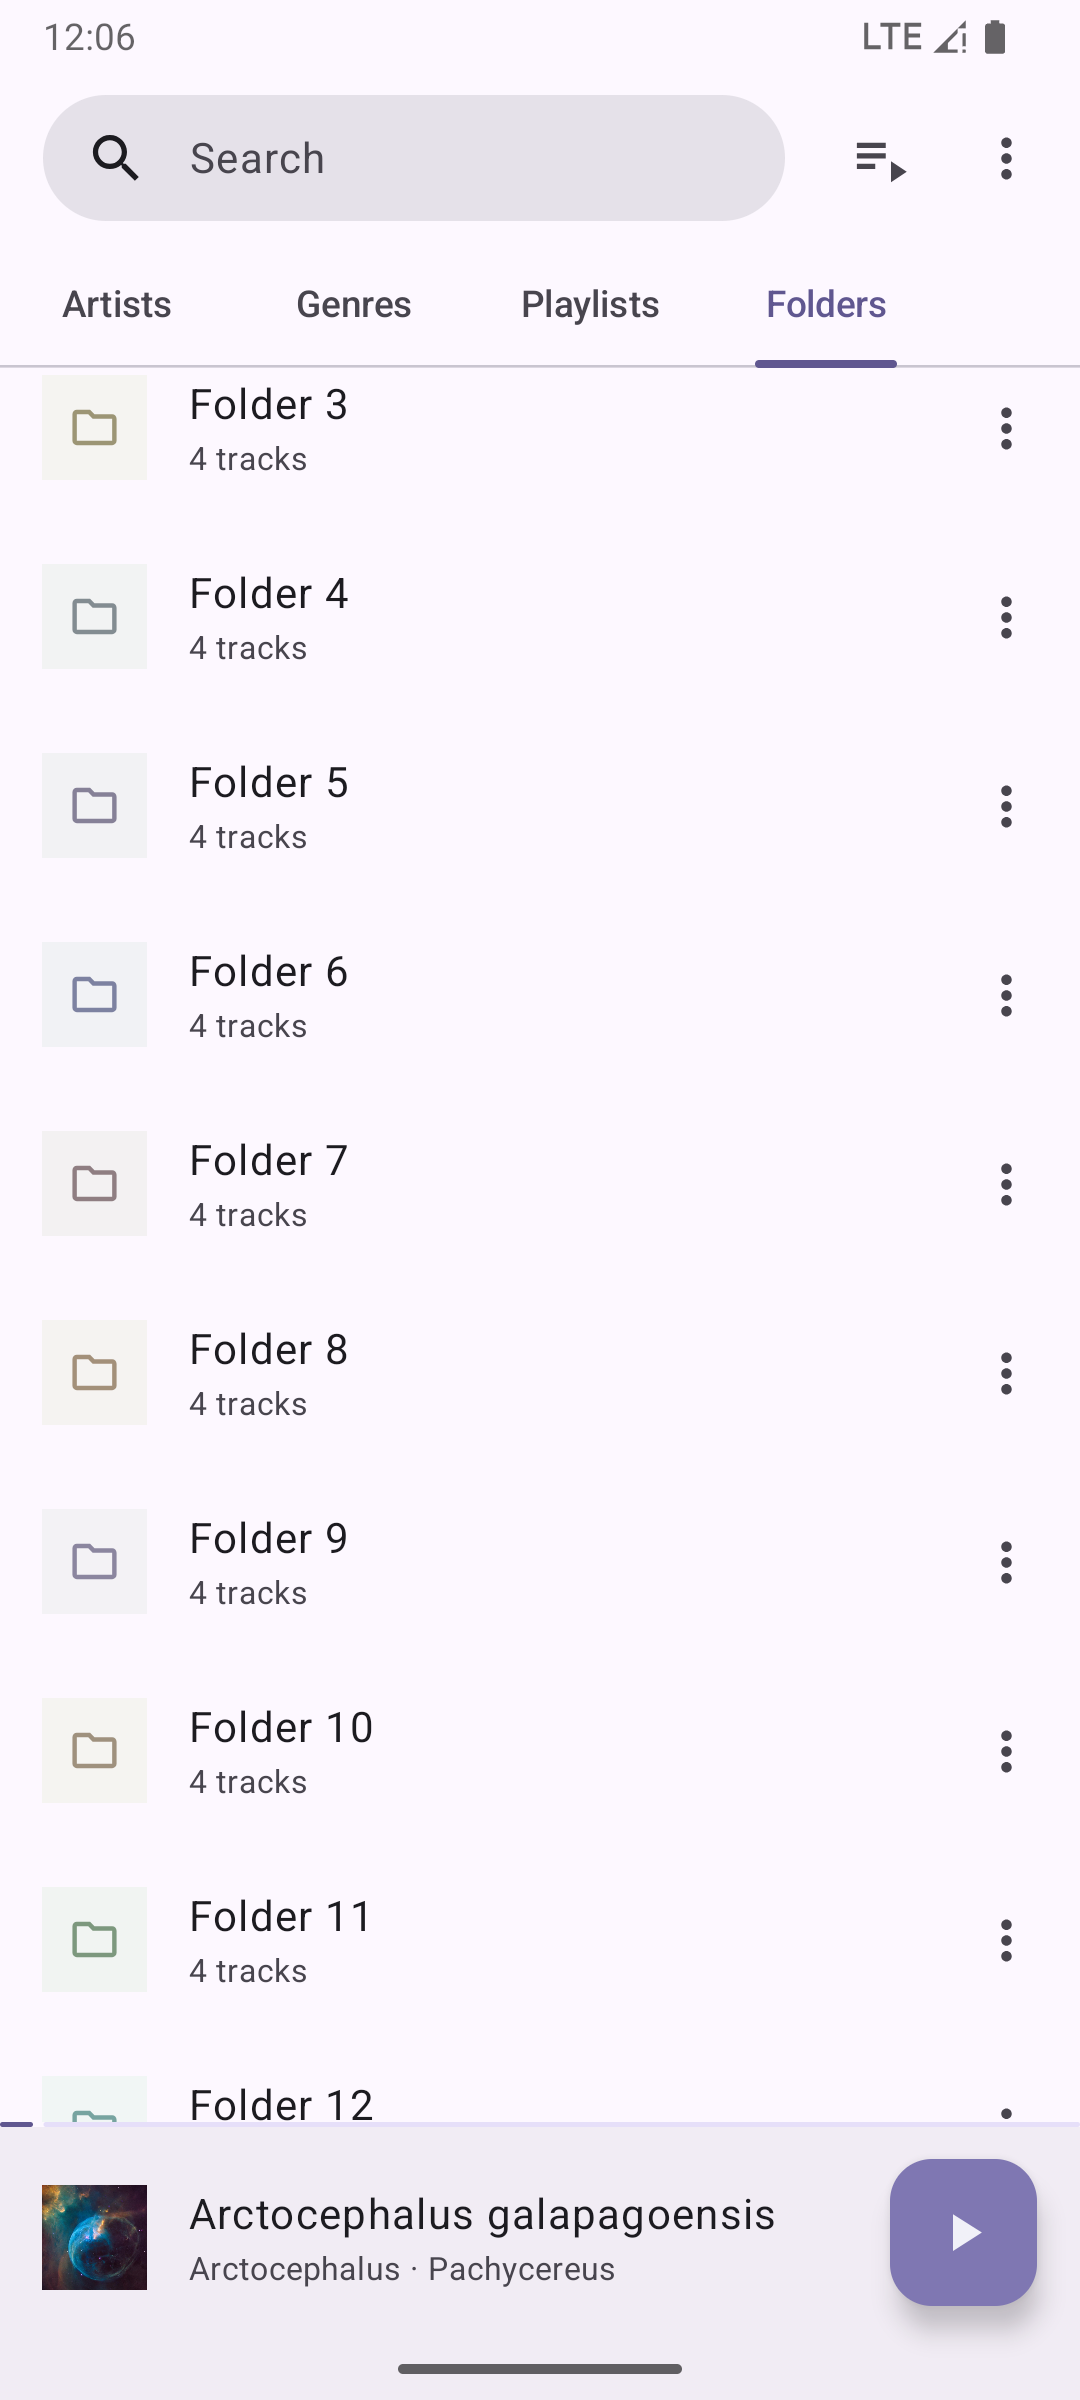 12:06
LTE
Search
Artists
Genres
Playlists
Folders
Folder 3
4 tracks
Folder 4
4 tracks
Folder 5
4 tracks
Folder 6
4 tracks
Folder 7
4 tracks
Folder 8
4 tracks
Folder 9
4 tracks
Folder 10
4 tracks
Folder 11
4 tracks
Folder 12
Arctocephalus galapagoensis
Arctocephalus · Pachycereus